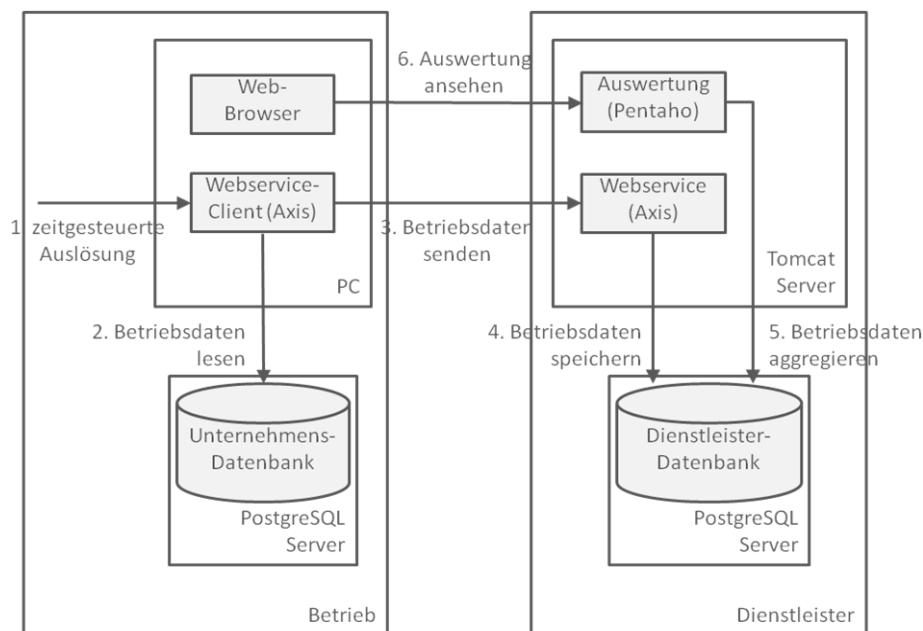 6. Auswertung
ansehen
Web-
Browser
Auswertung
(Pentaho)
Webservice-
Client (Axis)
Webservice
(Axis)
1. zeitgesteuerte
Auslösung
3. Betriebsdaten
senden
PC
Tomcat
Server
2. Betriebsdaten
lesen
4. Betriebsdaten
speichern
5. Betriebsdaten
aggregieren
Unternehmens-
Datenbank
Dienstleister-
Datenbank
PostgreSQL
Server
PostgreSQL
Server
Betrieb
Dienstleister